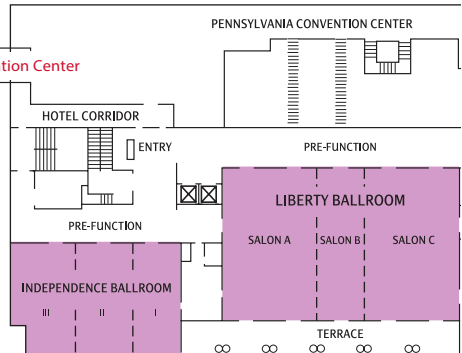 PENNSYLVANIA CONVENTION CENTER
tion Center
HOTEL CORRIDOR
ENTRY
PRE-FUNCTION
LIBERTY BALLROOM
PRE-FUNCTION
SALON A
SALON B
SALON C
INDEPENDENCE BALLROOM
III
II
I
TERRACE